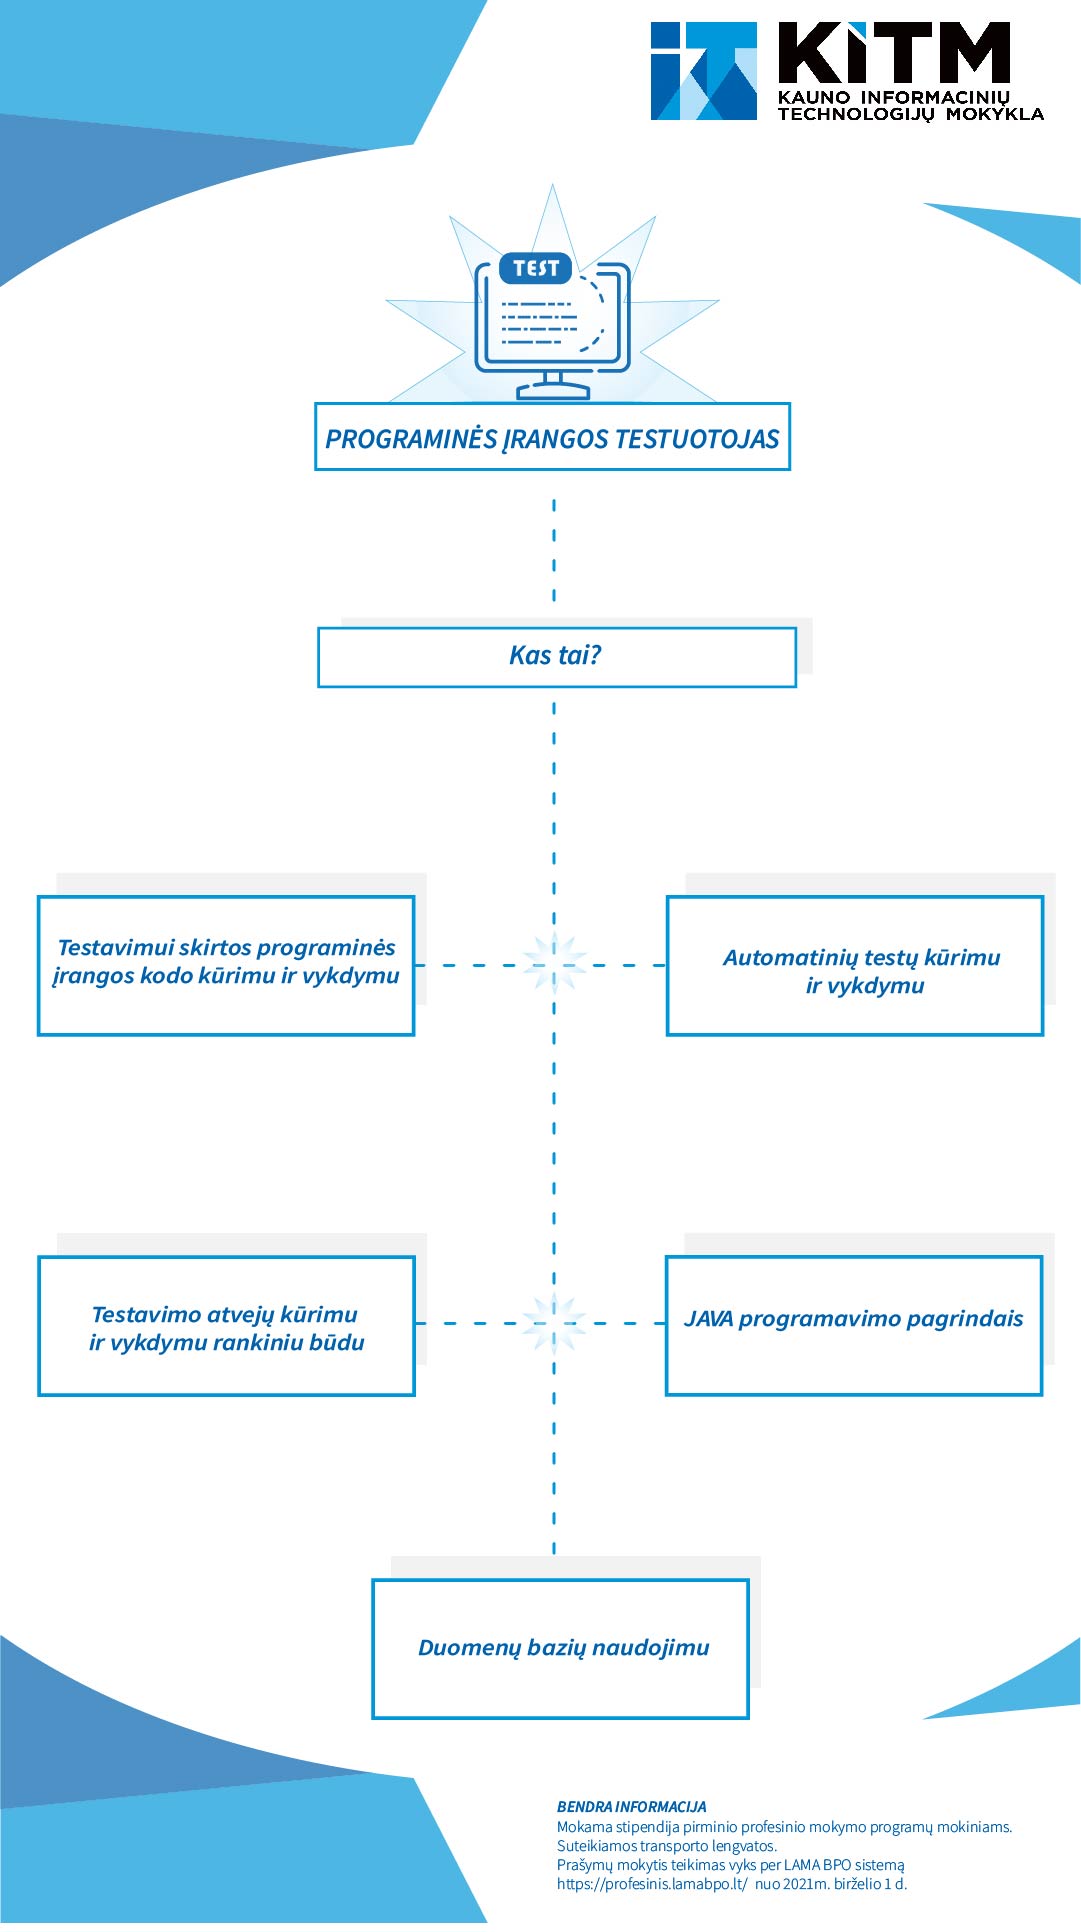 KiTM
KAUNO INFORMACINIŲ
TECHNOLOGIJŲ MOKYKLA
TEST
PROGRAMINĖS ĮRANGOS TESTUOTOJAS
Kas tai?
Testavimui skirtos programinės
įrangos kodo kūrimu ir vykdymu
Automatinių testų kūrimu
ir vykdymu
Testavimo atvejų kūrimu
ir vykdymu rankiniu būdu
JAVA programavimo pagrindais
Duomenų bazių naudojimu
BENDRA INFORMACIJA
Mokama stipendija pirminio profesinio mokymo programų mokiniams.
Suteikiamos transporto lengvatos.
Prašymų mokytis teikimas vyks per LAMA BPO sistemą
https://profesinis.lamabpo.lt/ nuo 2021m. birželio 1 d.